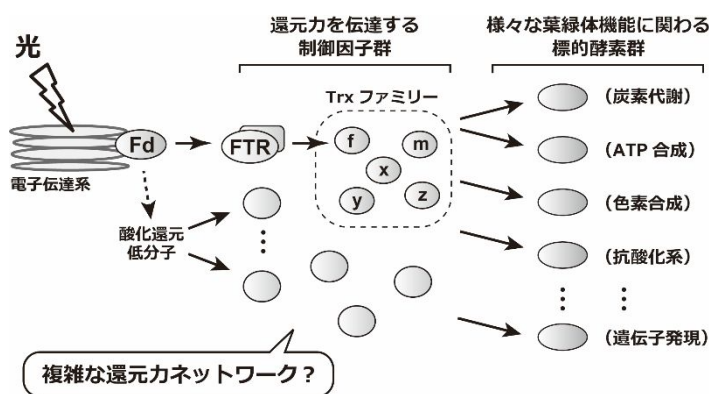 還元力を伝達する
制御因子群
様々な葉緑体機能に関わる
標的酵素群
光
Trx ファミリー
Fd
FTR
f
m
x
y
z
電子伝達系
酸化還元
低分子
(炭素代謝)
(ATP 合成)
(色素合成)
(抗酸化系)
(遺伝子発現)
複雑な還元力ネットワーク？